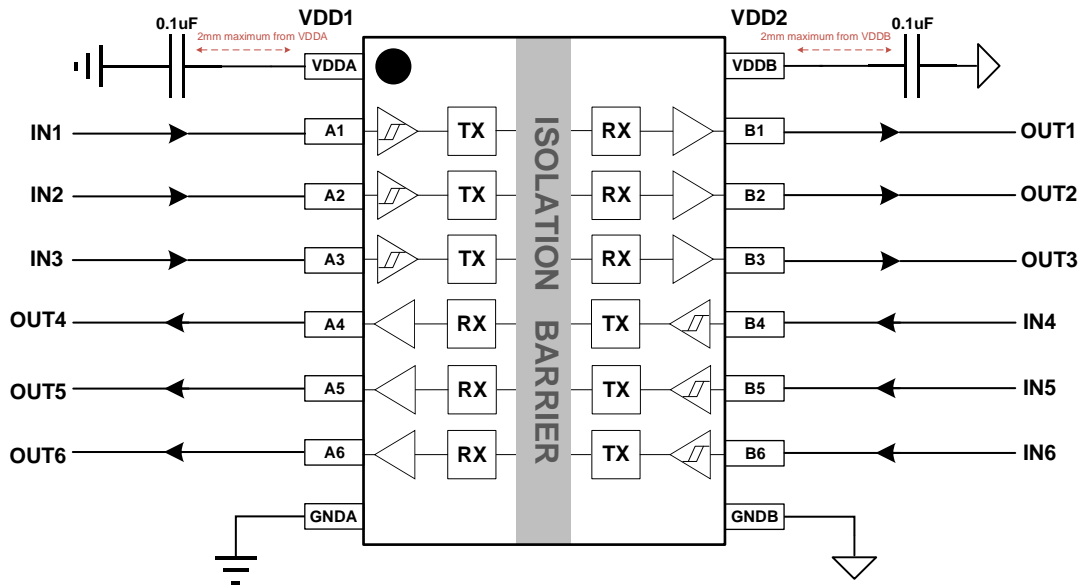 0.1uF
VDD1
VDD2
0.1uF
2mm maximum from VDDA
2mm maximum from VDDB
VDDA
VDDB
IN1
A1
TX
RX
B1
OUT1
IN2
A2
TX
RX
B2
OUT2
IN3
A3
TX
RX
B3
OUT3
OUT4
A4
RX
TX
B4
IN4
OUT5
A5
RX
TX
B5
IN5
OUT6
A6
RX
TX
B6
IN6
ISOLATION BARRIER
GNDA
GNDB